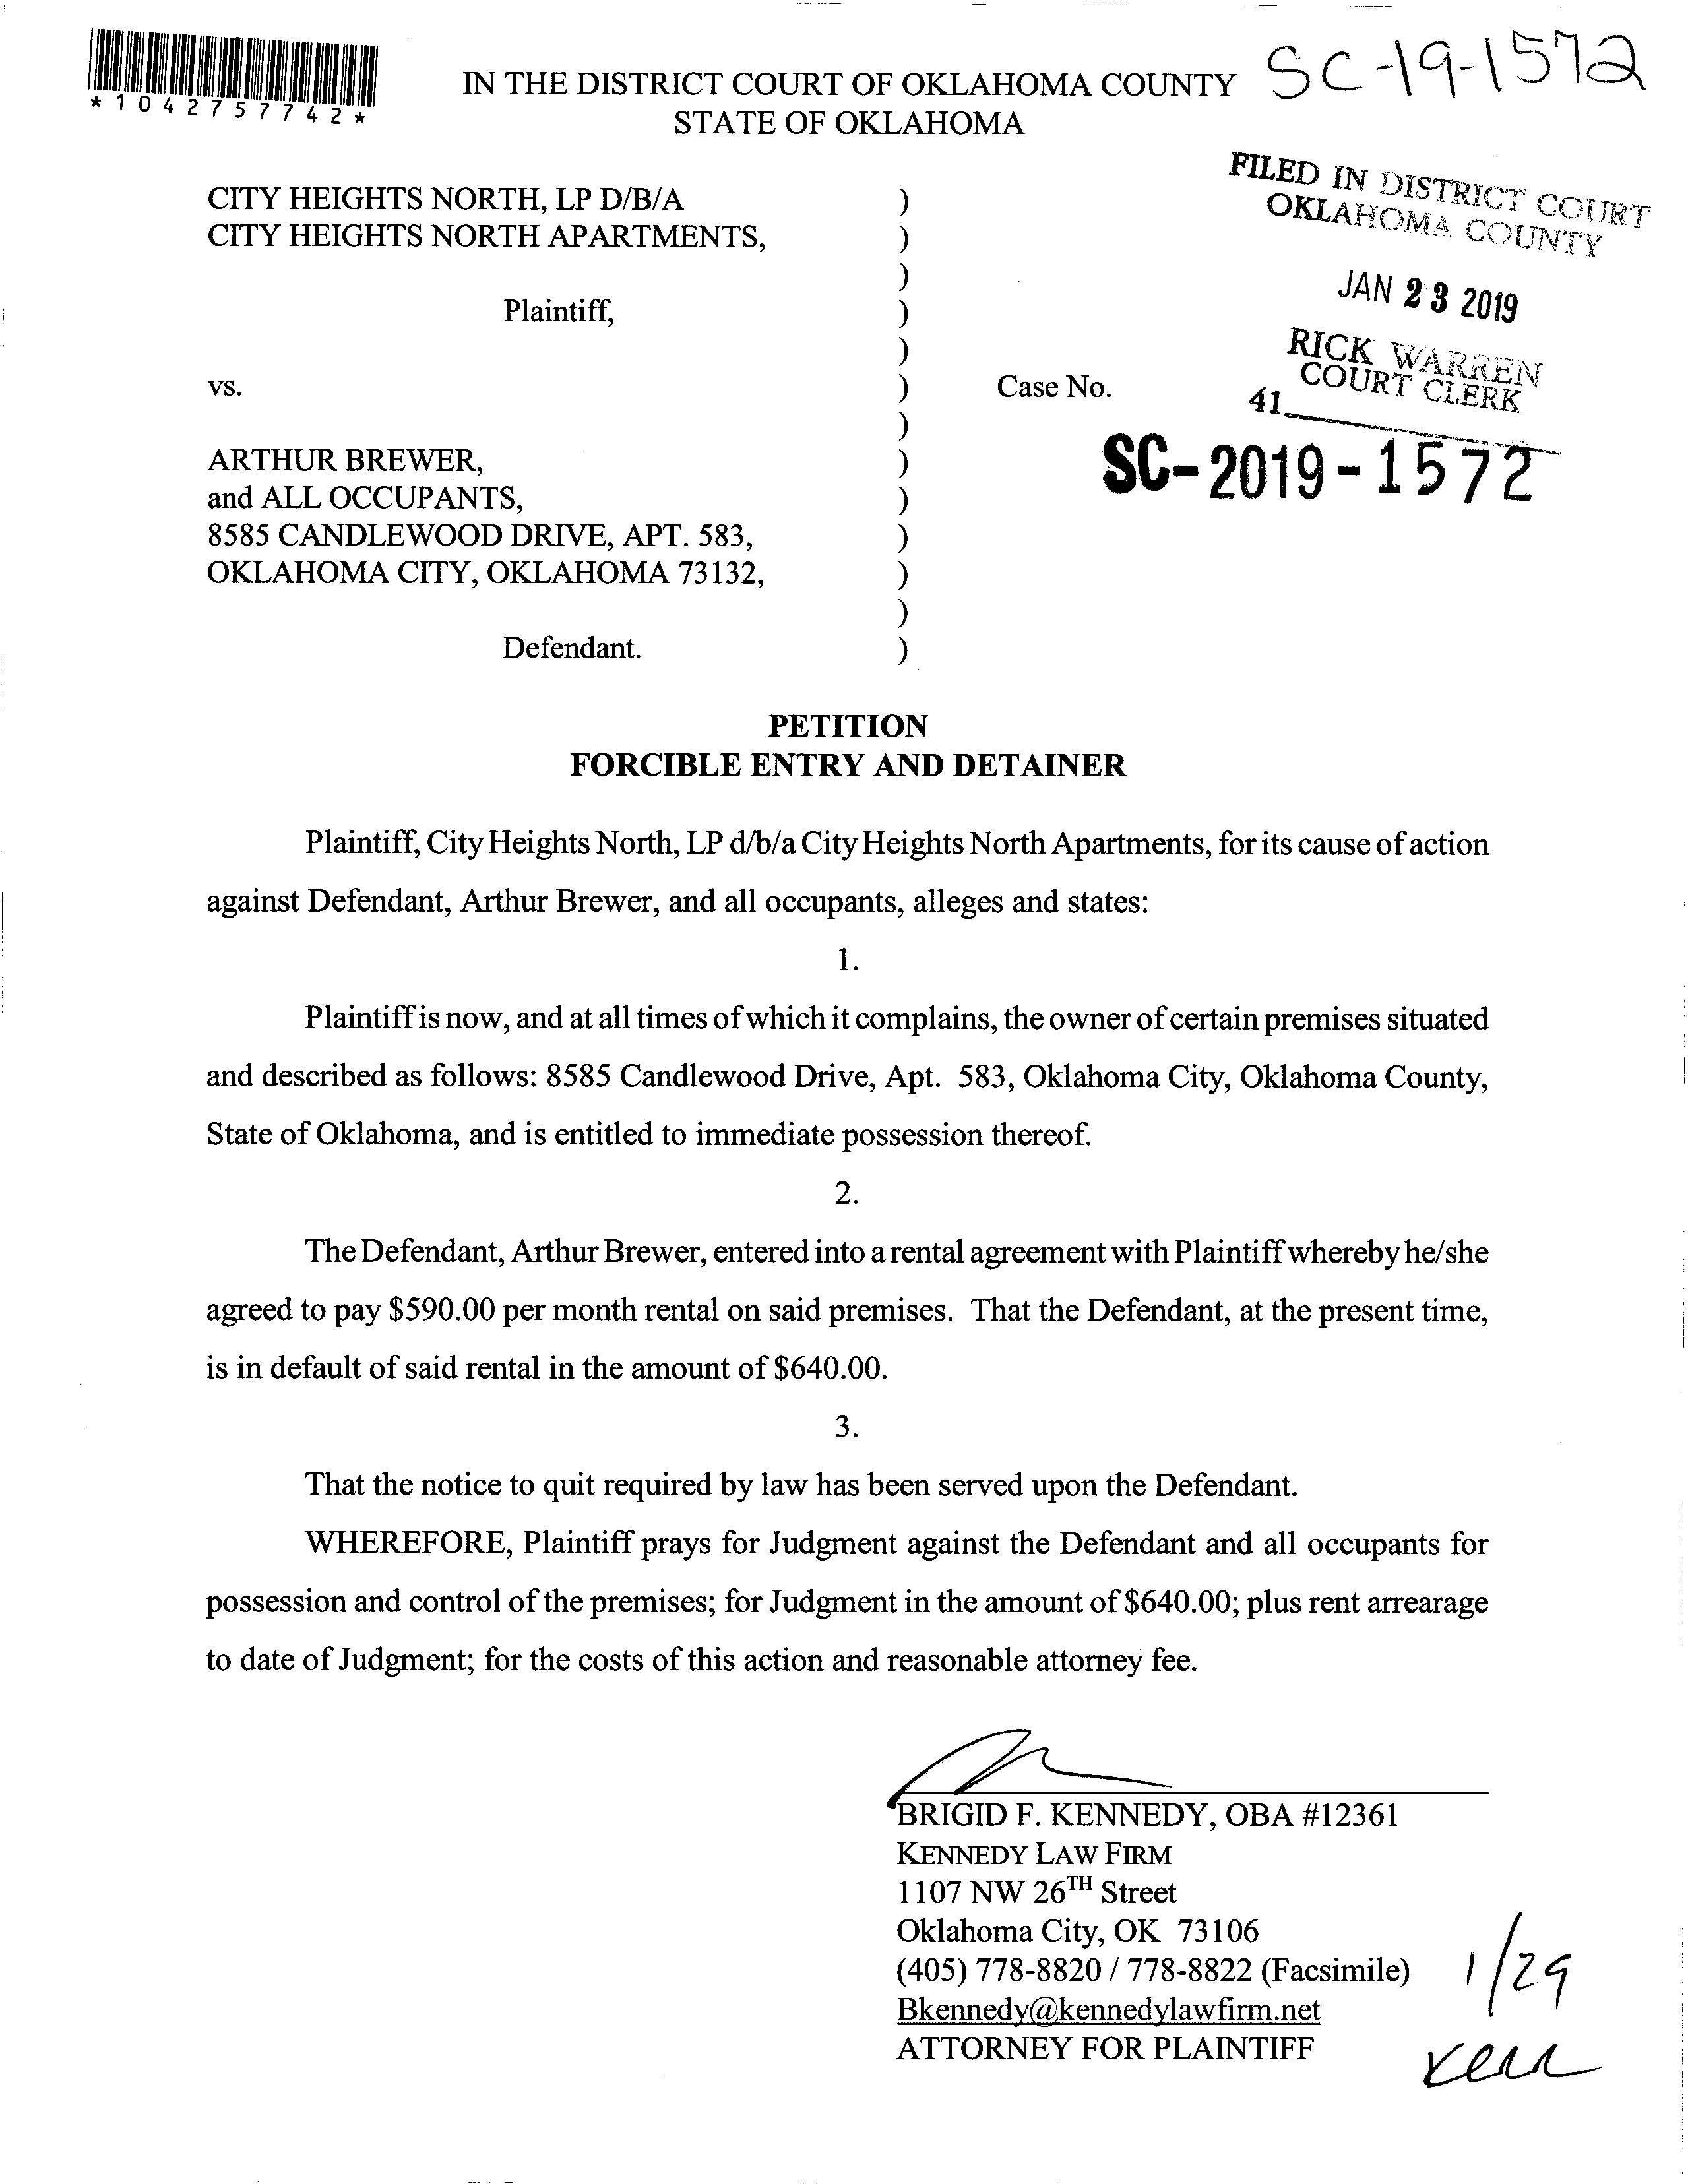 *1042757742*
SC-19-1572
IN THE DISTRICT COURT OF OKLAHOMA COUNTY
STATE OF OKLAHOMA
FILED IN DISTRICT COURT
OKLAHOMA COUNTY
JAN 23 2019
RICK WARREN
COURT CLERK
41
CITY HEIGHTS NORTH, LP D/B/A )
CITY HEIGHTS NORTH APARTMENTS, )
)
Plaintiff, )
)
vs. ) Case No.
)
SC-2019-1572
ARTHUR BREWER, )
and ALL OCCUPANTS, )
8585 CANDLEWOOD DRIVE, APT. 583, )
OKLAHOMA CITY, OKLAHOMA 73132, )
)
Defendant. )
PETITION
FORCIBLE ENTRY AND DETAINER
Plaintiff, City Heights North, LP d/b/a City Heights North Apartments, for its cause of action
against Defendant, Arthur Brewer, and all occupants, alleges and states:
1.
Plaintiff is now, and at all times of which it complains, the owner of certain premises situated
and described as follows: 8585 Candlewood Drive, Apt. 583, Oklahoma City, Oklahoma County,
State of Oklahoma, and is entitled to immediate possession thereof.
2.
The Defendant, Arthur Brewer, entered into a rental agreement with Plaintiff whereby he/she
agreed to pay $590.00 per month rental on said premises. That the Defendant, at the present time,
is in default of said rental in the amount of $640.00.
3.
That the notice to quit required by law has been served upon the Defendant.
WHEREFORE, Plaintiff prays for Judgment against the Defendant and all occupants for
possession and control of the premises; for Judgment in the amount of $640.00; plus rent arrearage
to date of Judgment; for the costs of this action and reasonable attorney fee.
BRIGID F. KENNEDY, OBA #12361
KENNEDY LAW FIRM
1107 NW 26TH Street
Oklahoma City, OK 73106
(405) 778-8820 / 778-8822 (Facsimile)
Bkennedy@kennedylawfirm.net
ATTORNEY FOR PLAINTIFF
1/29